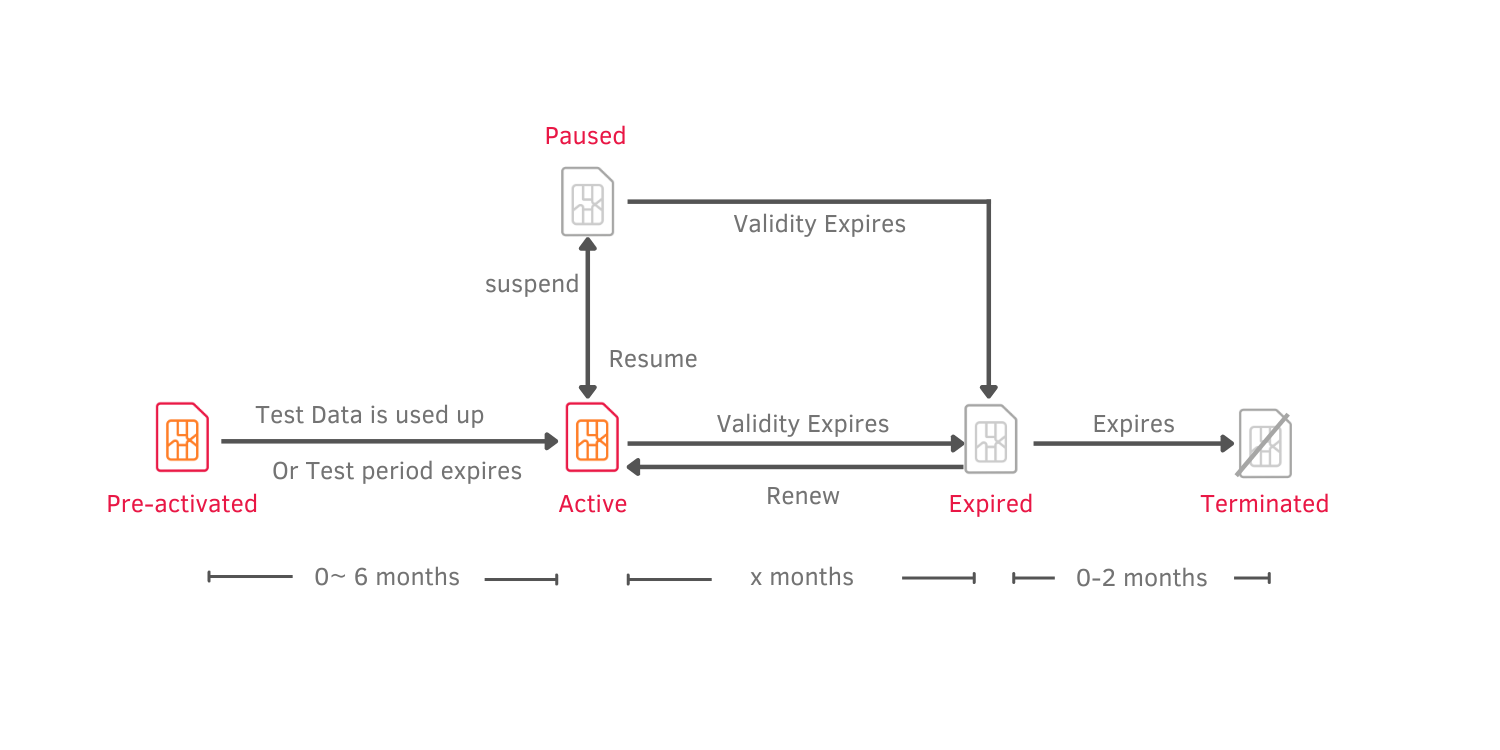 Paused
Validity Expires
suspend
Resume
Test Data is used up
Validity Expires
Expires
Or Test period expires
Renew
Pre-activated
Active
Expired
Terminated
0~ 6 months
x months
0-2 months